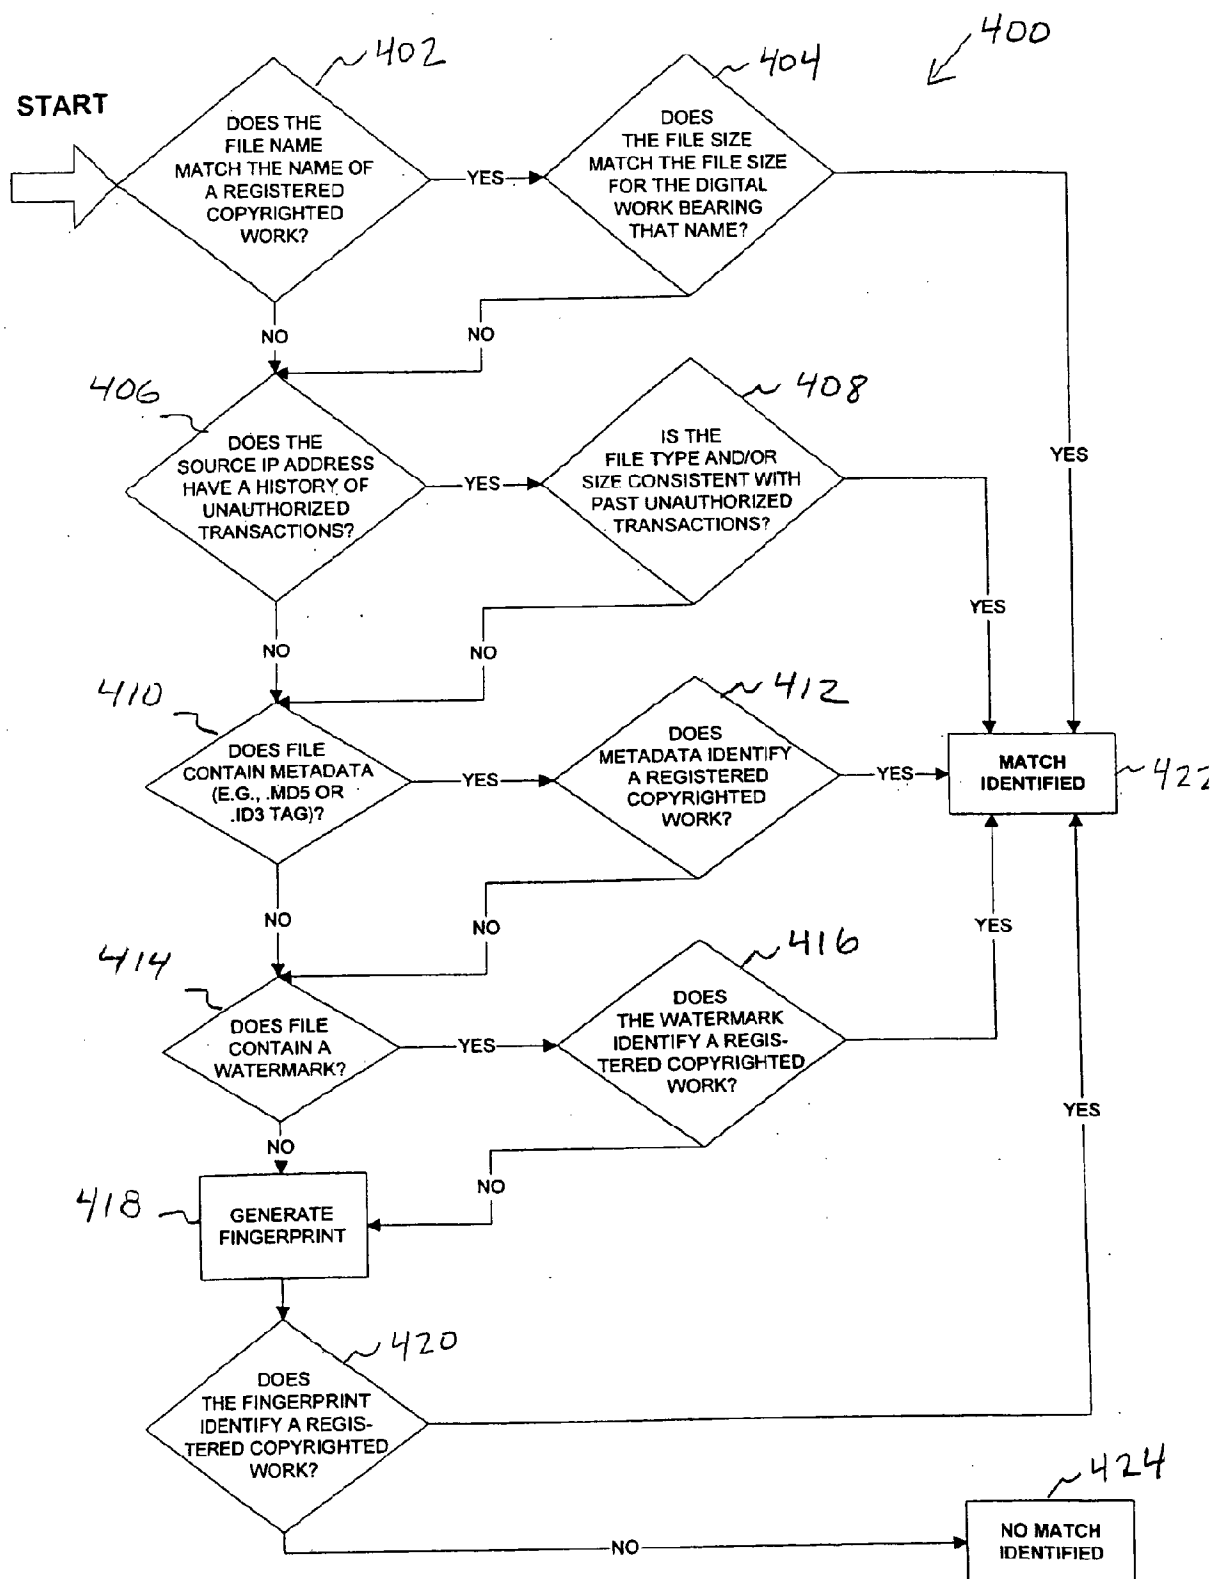 400
402
404
START
DOES THE
FILE NAME
MATCH THE NAME OF
A REGISTERED
COPYRIGHTED
WORK?
YES
DOES
THE FILE SIZE
MATCH THE FILE SIZE
FOR THE DIGITAL
WORK BEARING
THAT NAME?
NO
NO
YES
406
408
DOES THE
SOURCE IP ADDRESS
HAVE A HISTORY OF
UNAUTHORIZED
TRANSACTIONS?
YES
IS THE
FILE TYPE AND/OR
SIZE CONSISTENT WITH
PAST UNAUTHORIZED
TRANSACTIONS?
YES
NO
NO
410
412
DOES FILE
CONTAIN METADATA
(E.G., .MD5 OR
.ID3 TAG)?
YES
DOES
METADATA IDENTIFY
A REGISTERED
COPYRIGHTED
WORK?
YES
MATCH
IDENTIFIED
422
NO
NO
YES
414
416
DOES FILE
CONTAIN A
WATERMARK?
YES
DOES
THE WATERMARK
IDENTIFY A REGIS-
TERED COPYRIGHTED
WORK?
YES
NO
NO
418
GENERATE
FINGERPRINT
420
DOES
THE FINGERPRINT
IDENTIFY A REGIS-
TERED COPYRIGHTED
WORK?
424
NO
NO MATCH
IDENTIFIED